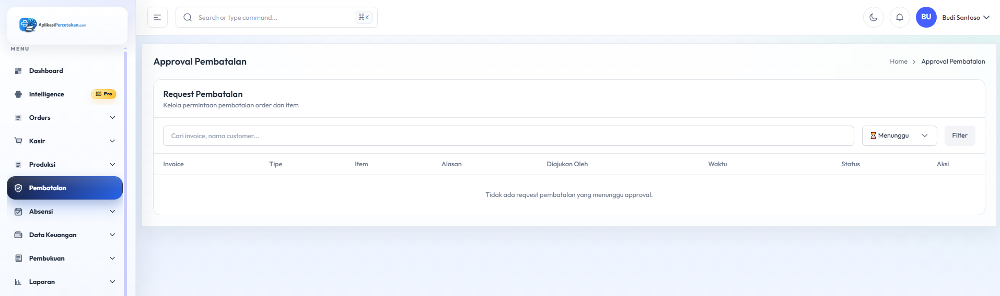 AplikasiPercetakan.com
MENU
Dashboard
Intelligence
Pro
Orders
Kasir
Produksi
Pembatalan
Absensi
Data Keuangan
Pembukuan
Laporan
Search or type command...
⌘K
BU
Budi Santoso
Approval Pembatalan
Home > Approval Pembatalan
Request Pembatalan
Kelola permintaan pembatalan order dan item
Cari invoice, nama customer...
⏳ Menunggu
Filter
Invoice Tipe Item Alasan Diajukan Oleh Waktu Status Aksi
Tidak ada request pembatalan yang menunggu approval.